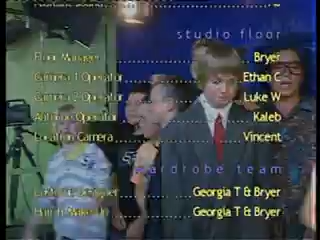 studio floor
Floor Manager Bryer
Camera 1 Operator Ethan C
Camera 2 Operator Luke W
Autocue Operator Kaleb
Location Camera Vincent
wardrobe team
Costume Designer Georgia T & Bryer
Hair & Make Up Georgia T & Bryer